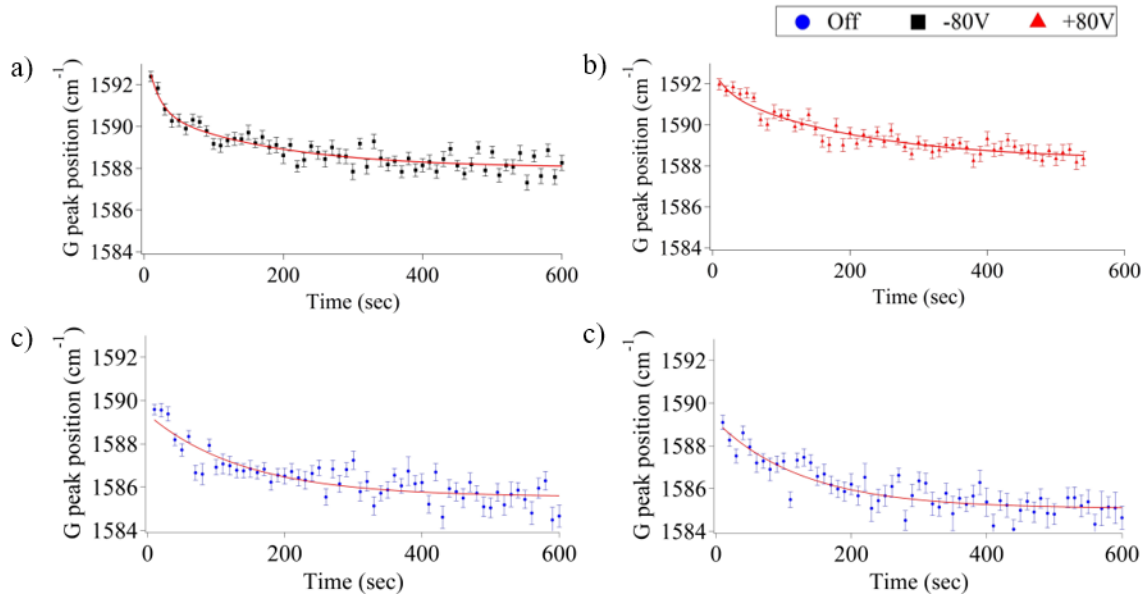 Off -80V +80V
a)
G peak position (cm-1)
1592
1590
1588
1586
1584
0 200 400 600
Time (sec)
b)
G peak position (cm-1)
1592
1590
1588
1586
1584
0 200 400 600
Time (sec)
c)
G peak position (cm-1)
1592
1590
1588
1586
1584
0 200 400 600
Time (sec)
c)
G peak position (cm-1)
1592
1590
1588
1586
1584
0 200 400 600
Time (sec)